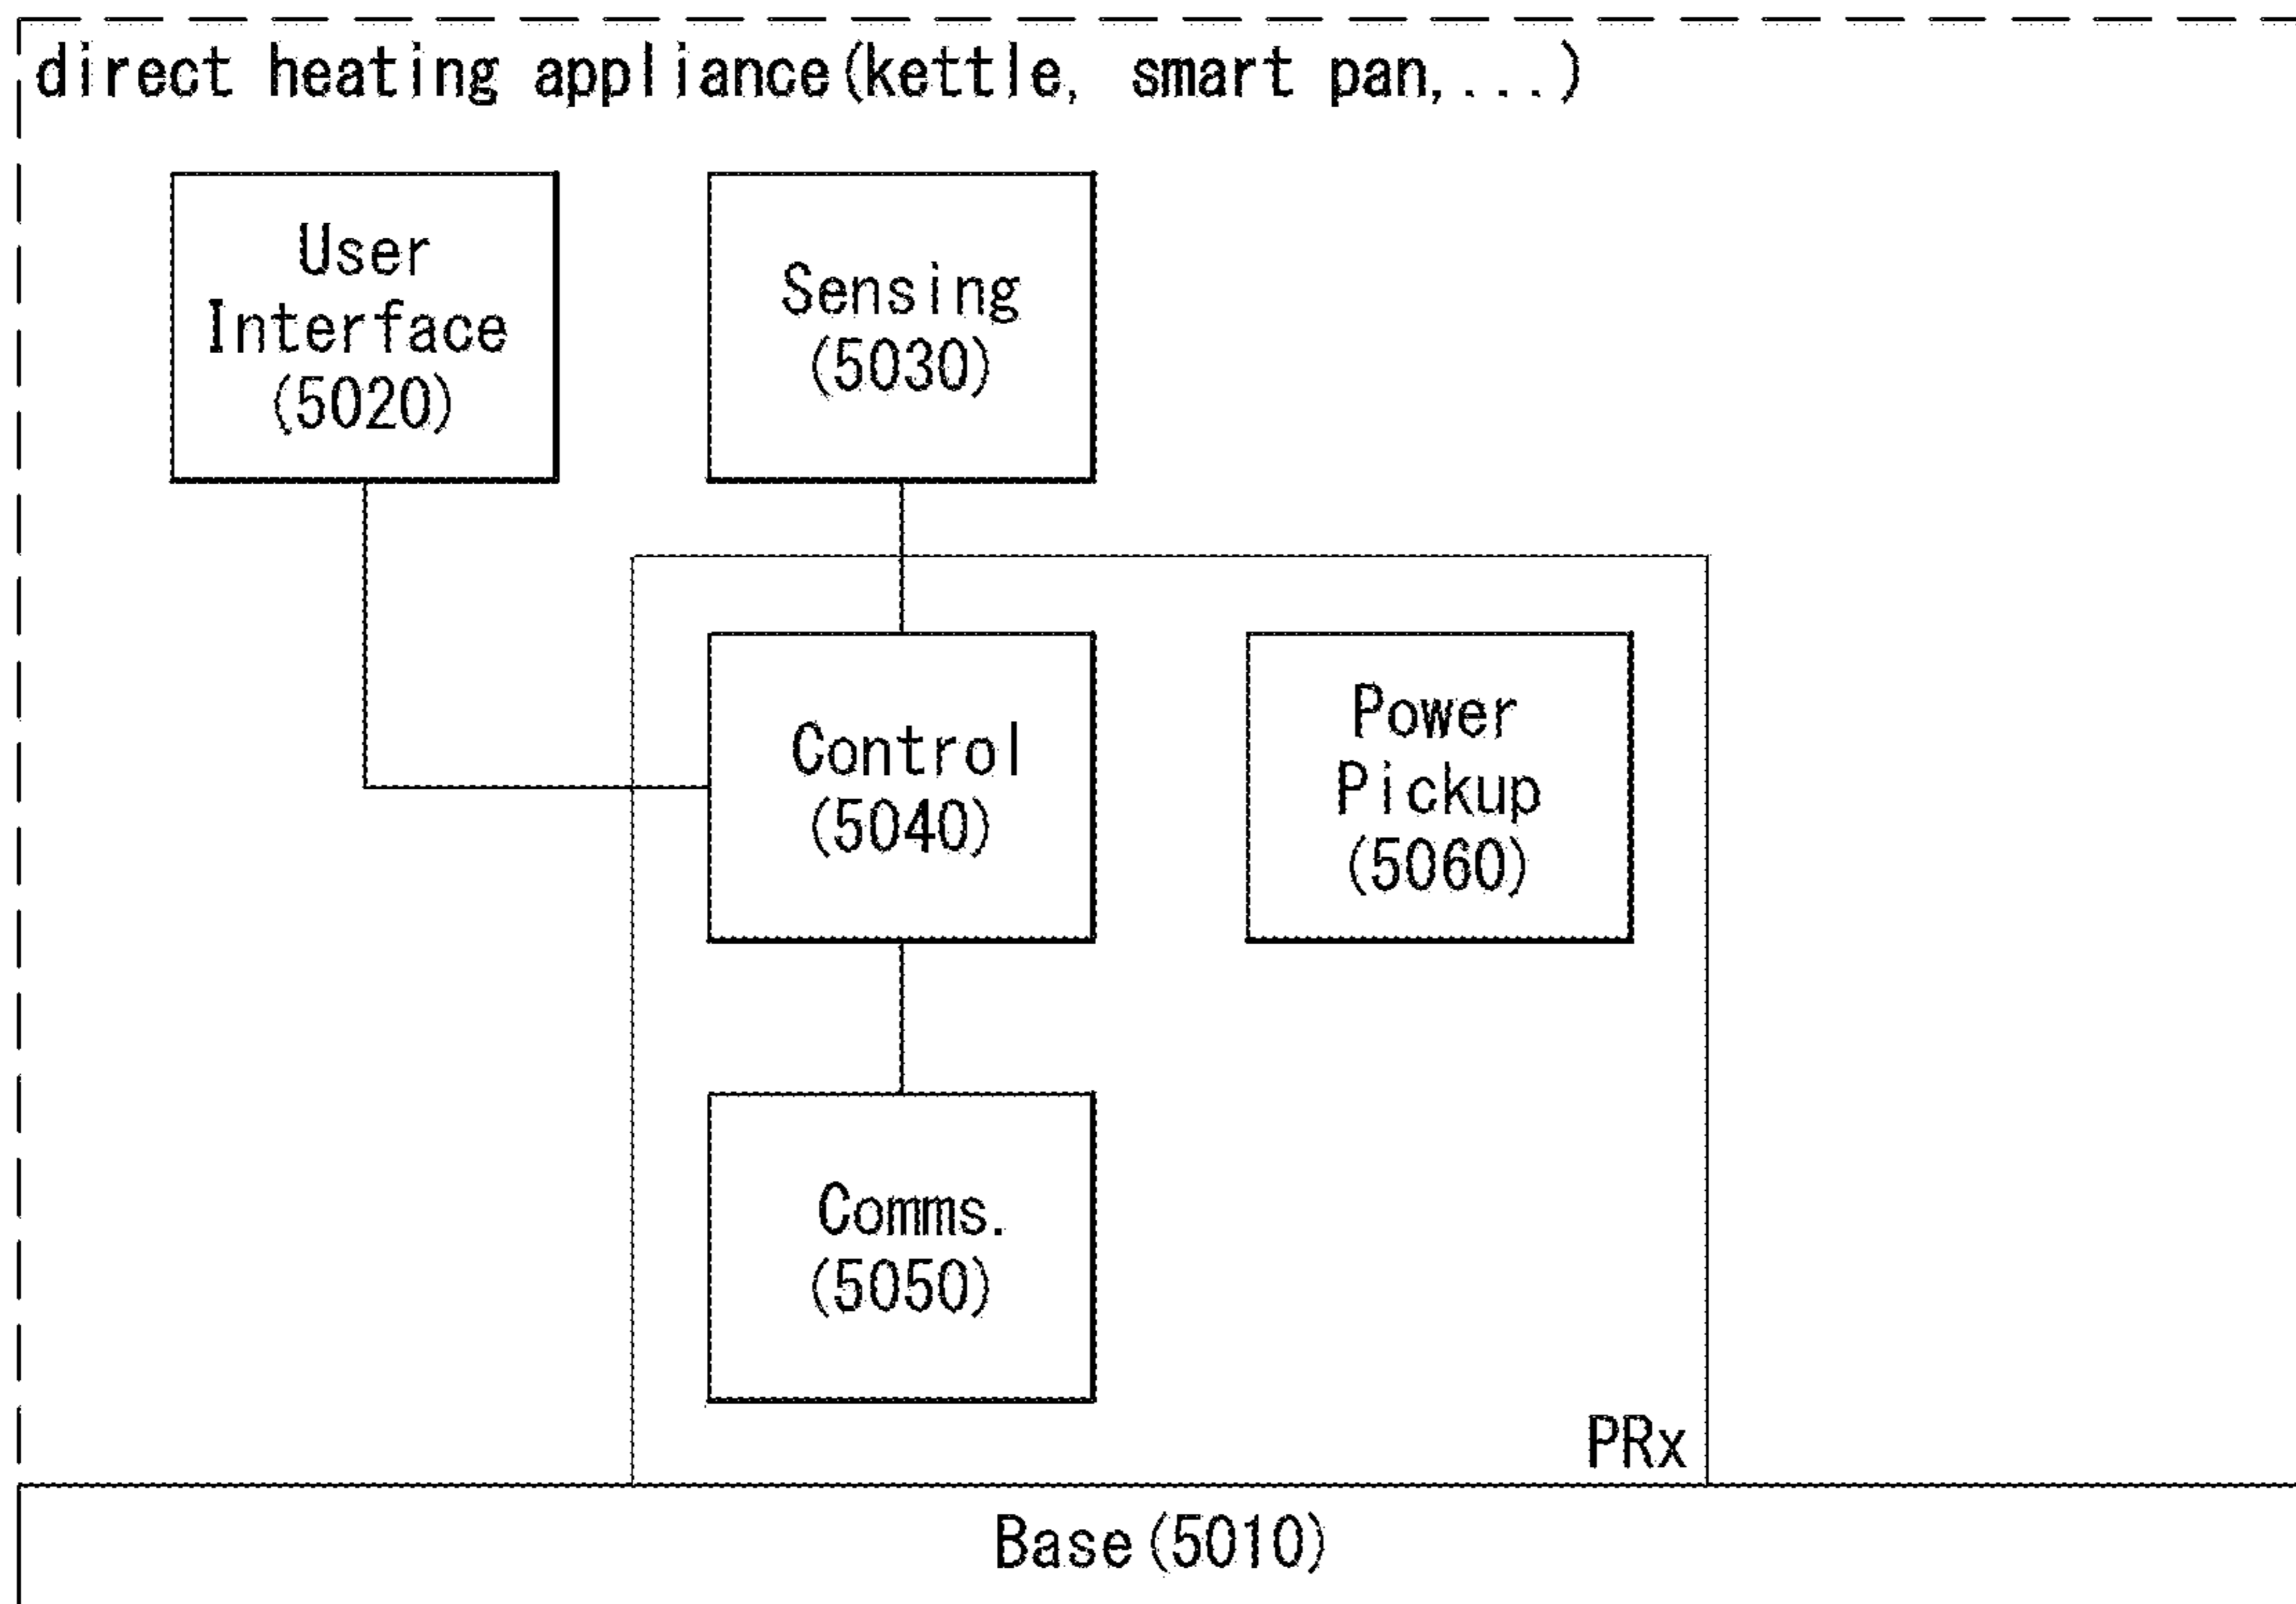 direct heating appliance(kettle, smart pan,...)
User
Interface
(5020)
Sensing
(5030)
Control
(5040)
Power
Pickup
(5060)
Comms.
(5050)
PRx
Base(5010)